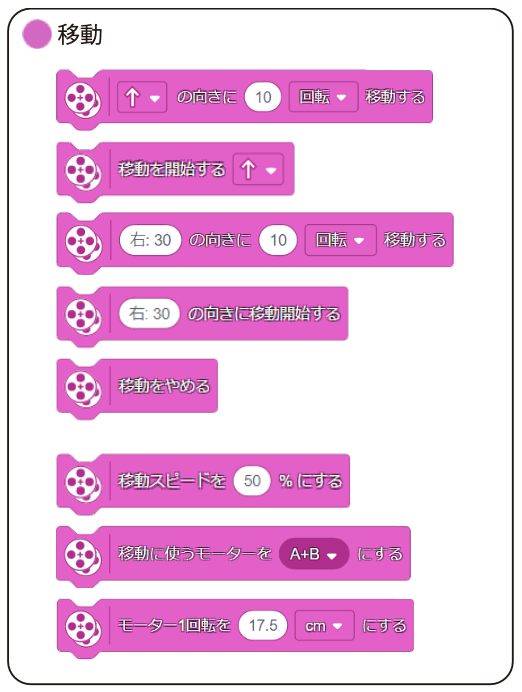 移動
↑ の向きに 10 回転 移動する
移動を開始する ↑
右: 30 の向きに 10 回転 移動する
右: 30 の向きに移動開始する
移動をやめる
移動スピードを 50 % にする
移動に使うモーターを A+B にする
モーター1回転を 17.5 cm にする